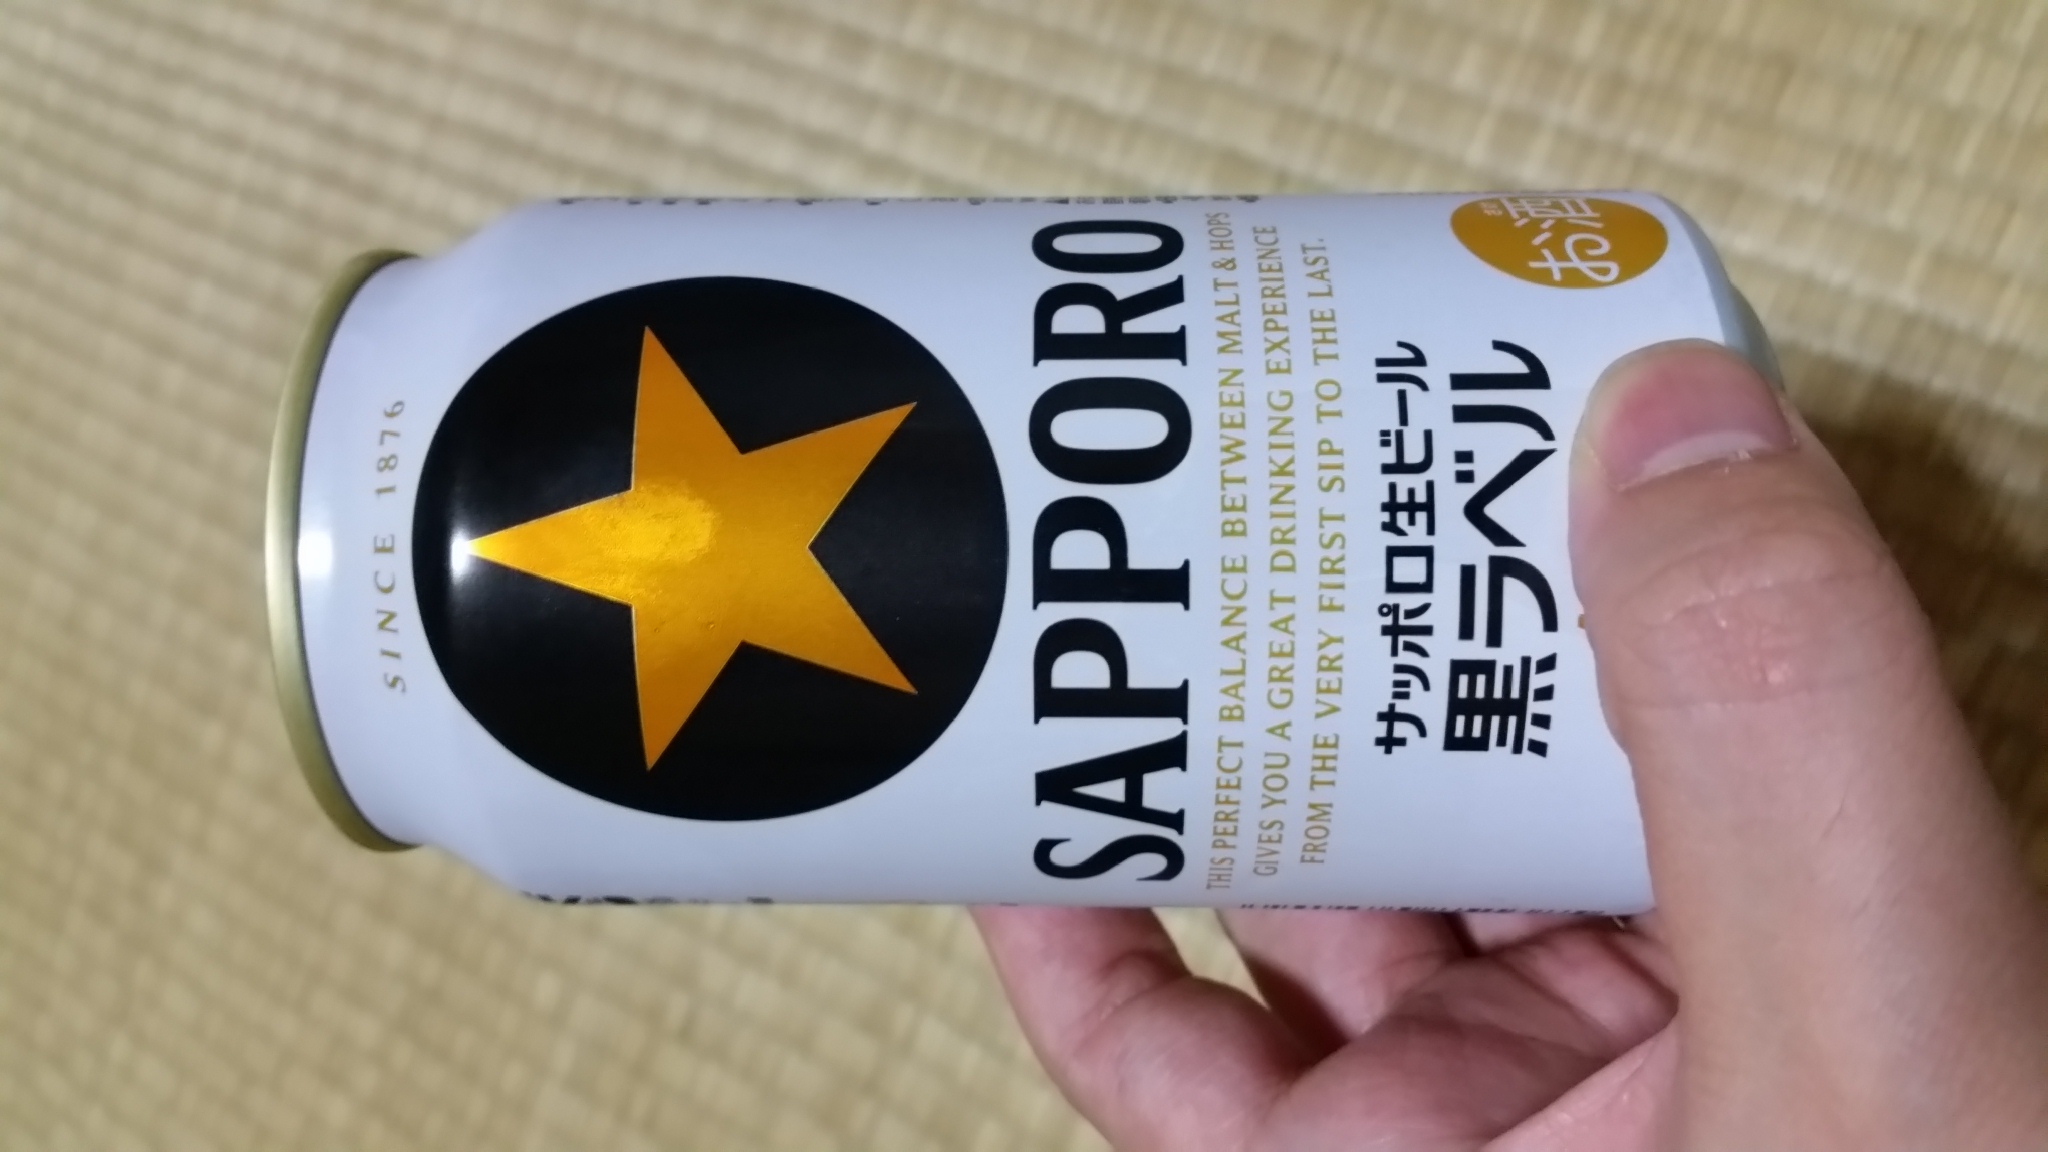 SINCE 1876
SAPPORO
THIS PERFECT BALANCE BETWEEN MALT & HOPS
GIVES YOU A GREAT DRINKING EXPERIENCE
FROM THE VERY FIRST SIP TO THE LAST.
サッポロ生ビール
黒ラベル
お酒